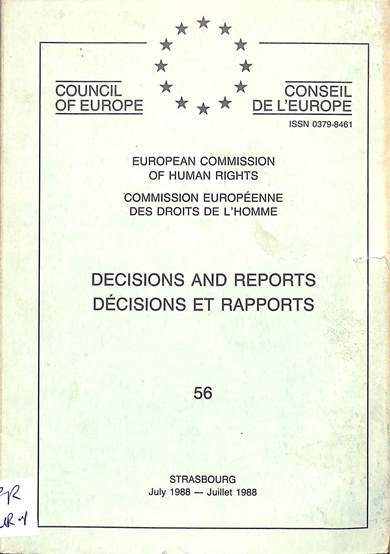 COUNCIL
OF EUROPE
CONSEIL
DE L'EUROPE
ISSN 0379-8461
EUROPEAN COMMISSION
OF HUMAN RIGHTS
COMMISSION EUROPÉENNE
DES DROITS DE L'HOMME
DECISIONS AND REPORTS
DÉCISIONS ET RAPPORTS
56
STRASBOURG
July 1988 — Juillet 1988